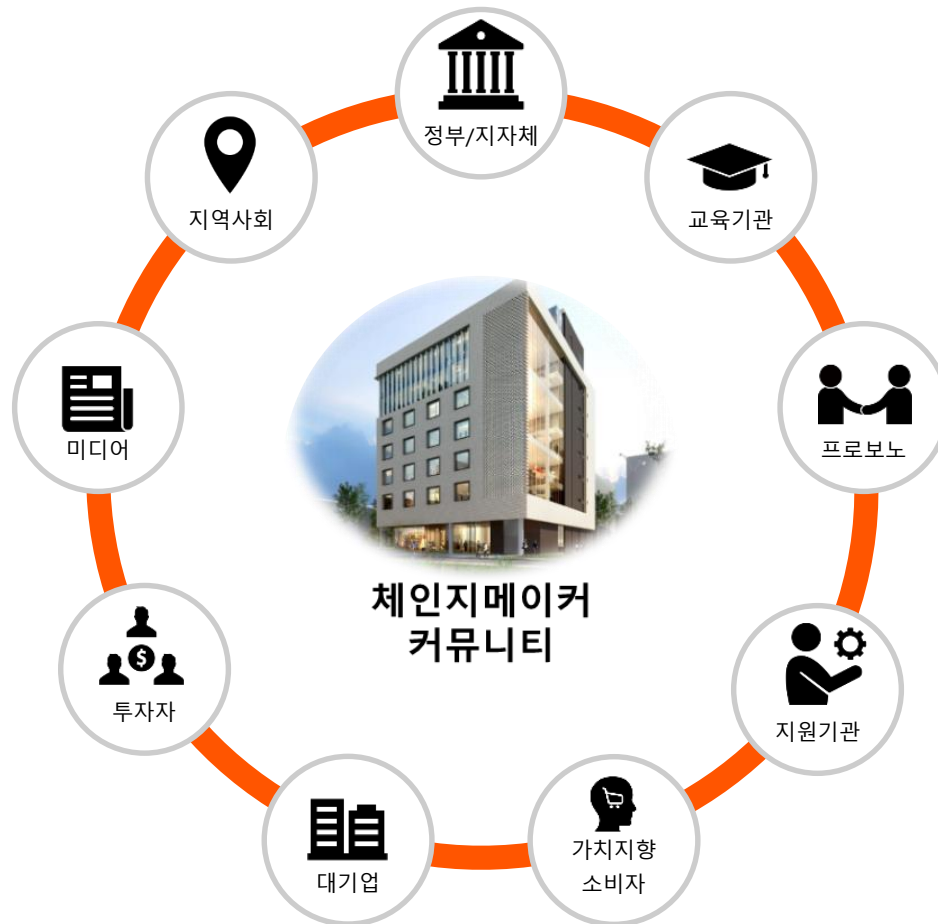 정부/지자체
교육기관
프로보노
지원기관
가치지향
소비자
대기업
투자자
미디어
지역사회
체인지메이커
커뮤니티